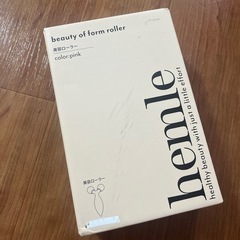 beauty of form roller
美容ローラー
color:pink
hemle
healthy beauty with just a little effort
美容ローラー